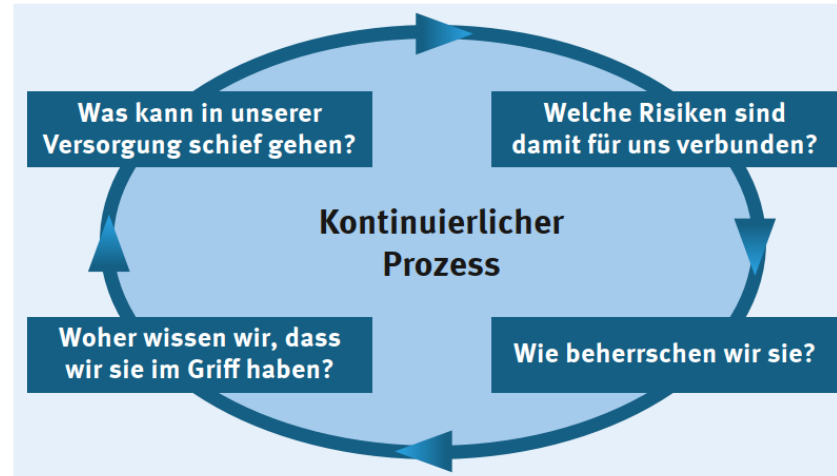 Was kann in unserer
Versorgung schief gehen?
Welche Risiken sind
damit für uns verbunden?
Kontinuierlicher
Prozess
Woher wissen wir, dass
wir sie im Griff haben?
Wie beherrschen wir sie?